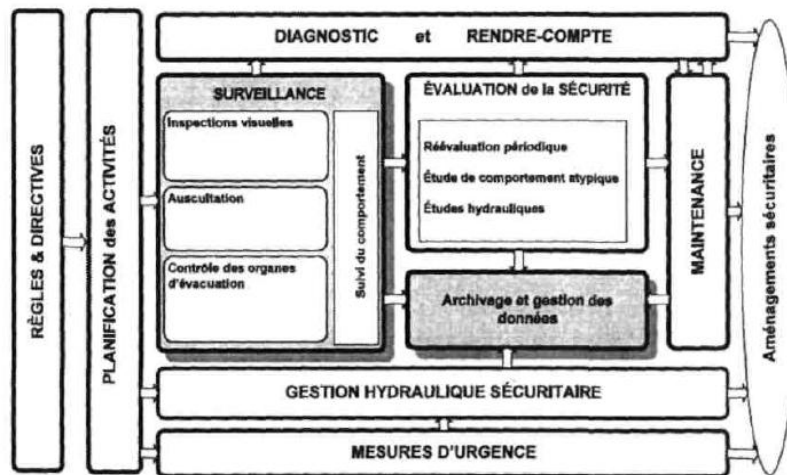 DIAGNOSTIC et RENDRE-COMPTE
RÈGLES & DIRECTIVES
PLANIFICATION des ACTIVITÉS
SURVEILLANCE
Inspections visuelles
Auscultation
Contrôle des organes
d'évacuation
Suivi du comportement
ÉVALUATION de la SÉCURITÉ
Réévaluation périodique
Étude de comportement atypique
Études hydrauliques
Archivage et gestion des
données
MAINTENANCE
Aménagements sécuritaires
GESTION HYDRAULIQUE SÉCURITAIRE
MESURES D'URGENCE